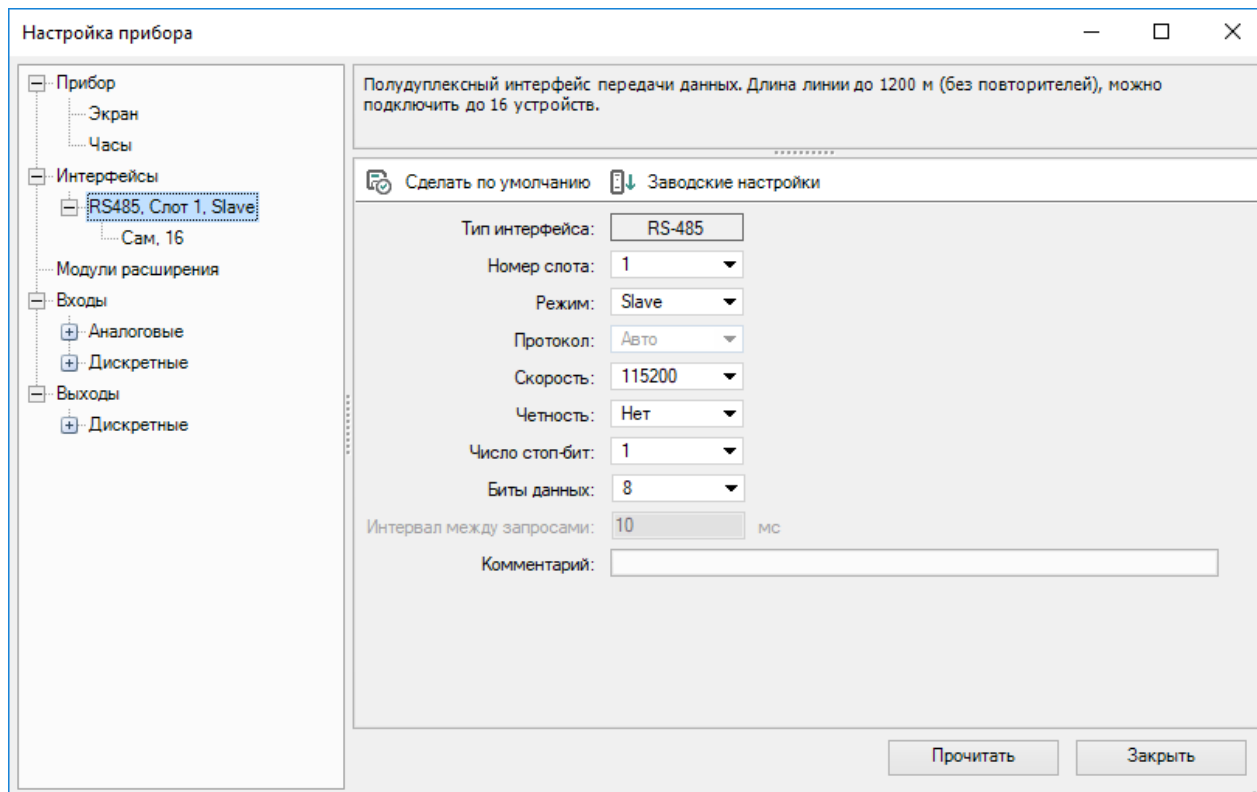 Настройка прибора
Прибор
Экран
Часы
Интерфейсы
RS485, Слот 1, Slave
Сам, 16
Модули расширения
Входы
Аналоговые
Дискретные
Выходы
Дискретные
Полудуплексный интерфейс передачи данных. Длина линии до 1200 м (без повторителей), можно
подключить до 16 устройств.
Сделать по умолчанию Заводские настройки
Тип интерфейса: RS-485
Номер слота: 1
Режим: Slave
Протокол: Авто
Скорость: 115200
Четность: Нет
Число стоп-бит: 1
Биты данных: 8
Интервал между запросами: 10 мс
Комментарий:
Прочитать Закрыть